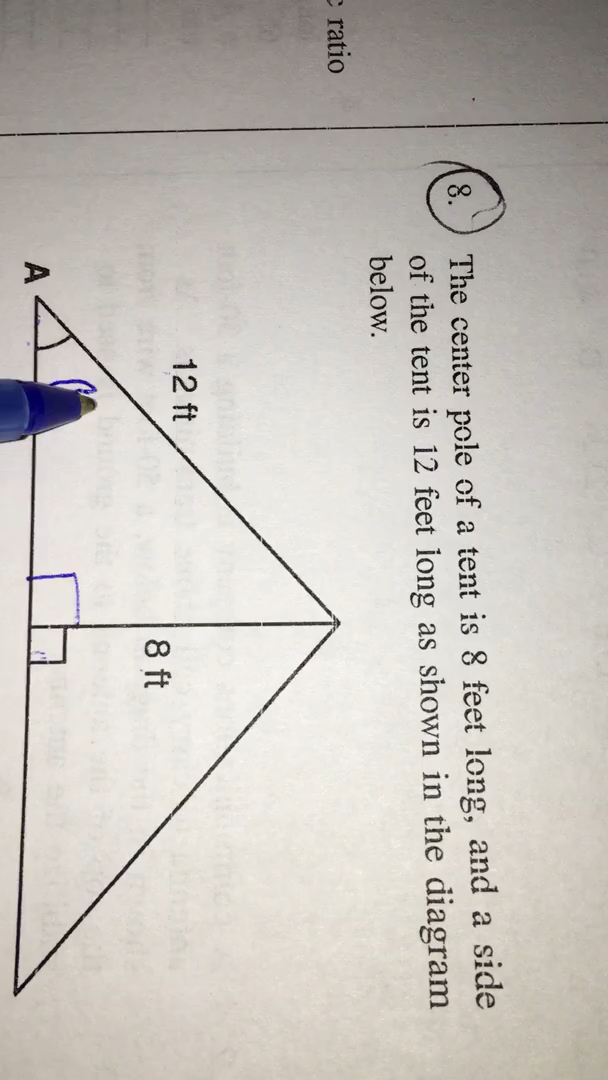 c ratio
8. The center pole of a tent is 8 feet long, and a side
of the tent is 12 feet long as shown in the diagram
below.
12 ft
8 ft
A